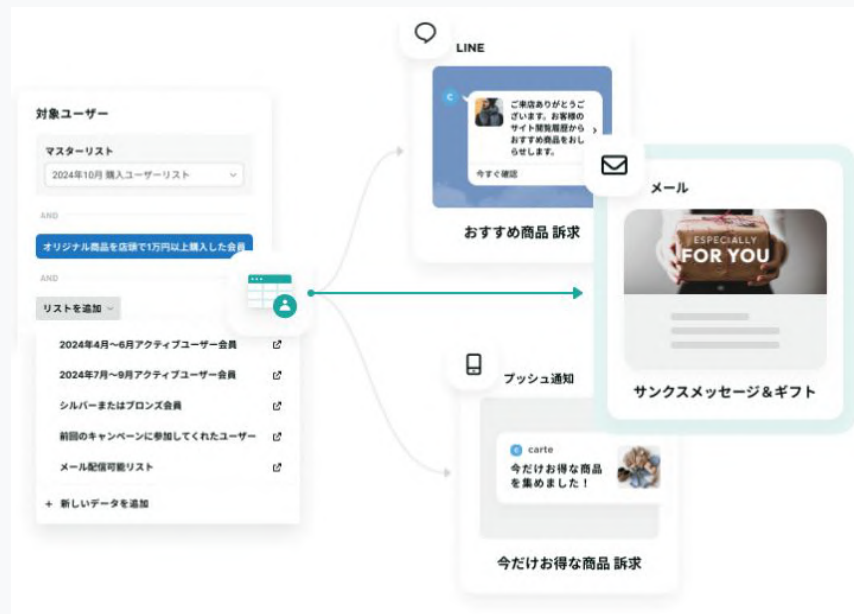 対象ユーザー
マスターリスト
2024年10月 購入ユーザーリスト
AND
オリジナル商品を店頭で1万円以上購入した会員
AND
リストを追加
2024年4月〜6月アクティブユーザー会員
2024年7月〜9月アクティブユーザー会員
シルバーまたはブロンズ会員
前回のキャンペーンに参加してくれたユーザー
メール配信可能リスト
+ 新しいデータを追加
LINE
C
ご来店ありがとうご
ざいます。お客様の
サイト閲覧履歴から
おすすめ商品をおし
らせします。
今すぐ確認
おすすめ商品 訴求
メール
ESPECIALLY
FOR YOU
サンクスメッセージ＆ギフト
プッシュ通知
C carte
今だけお得な商品
を集めました！
今だけお得な商品 訴求